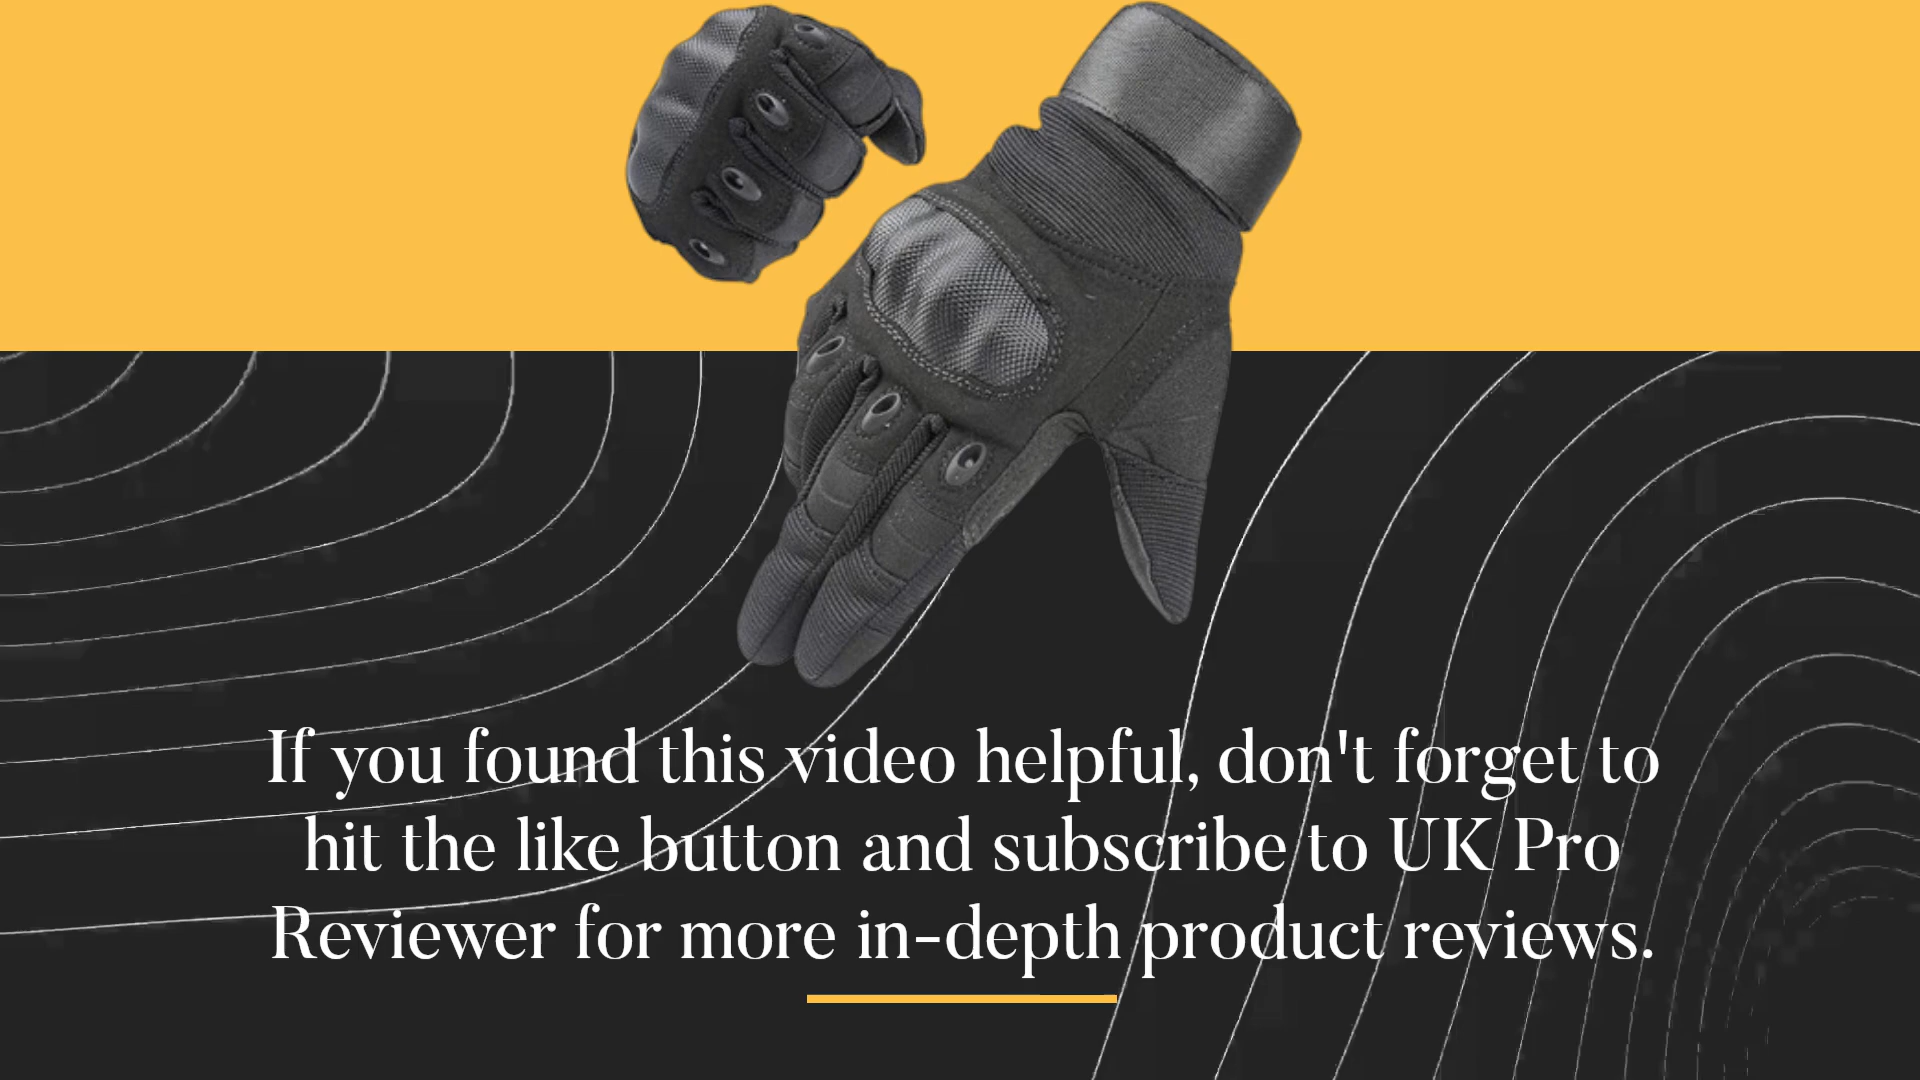 If you found this video helpful, don't forget to
hit the like button and subscribe to UK Pro
Reviewer for more in-depth product reviews.